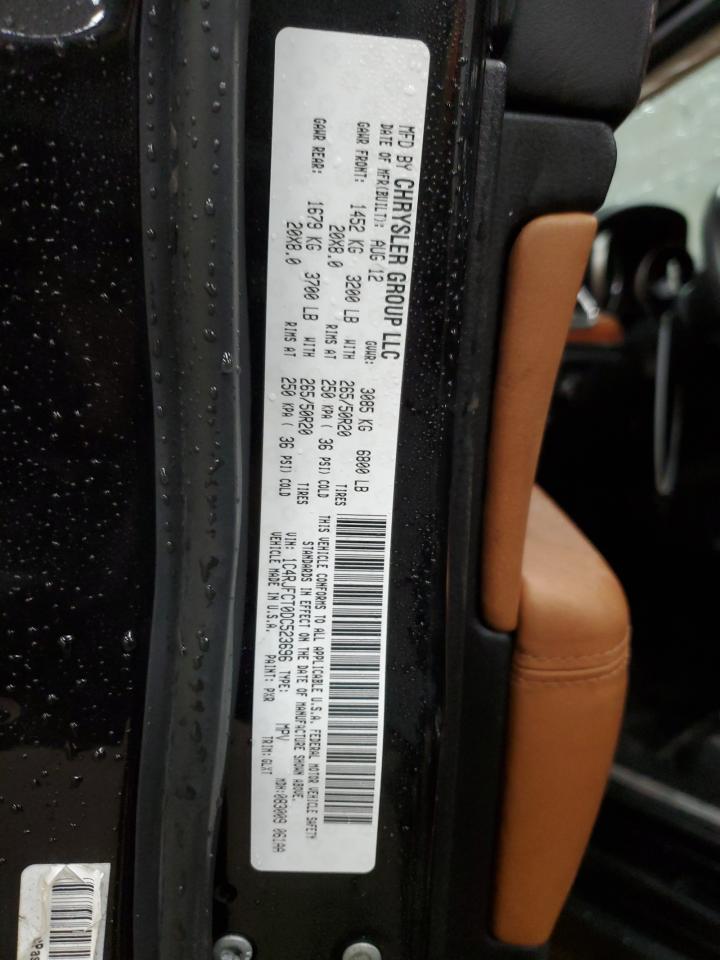 MFD BY CHRYSLER GROUP LLC
DATE OF MFR(BUILT): AUG 12 GVWR: 3085 KG 6800 LB
GAWR FRONT: 1452 KG 3200 LB WITH 265/50R20 TIRES
20X8.0 RIMS AT 250 KPA ( 36 PSI) COLD
GAWR REAR: 1679 KG 3700 LB WITH 265/50R20 TIRES
20X8.0 RIMS AT 250 KPA ( 36 PSI) COLD
THIS VEHICLE CONFORMS TO ALL APPLICABLE U.S.A. FEDERAL MOTOR VEHICLE SAFETY
STANDARDS IN EFFECT ON THE DATE OF MANUFACTURE SHOWN ABOVE.
VIN: 1C4RJFCT0DC523696 TYPE: MPV MDH:083009 06144
VEHICLE MADE IN U.S.A. PAINT: PXR TRIM: GLXT